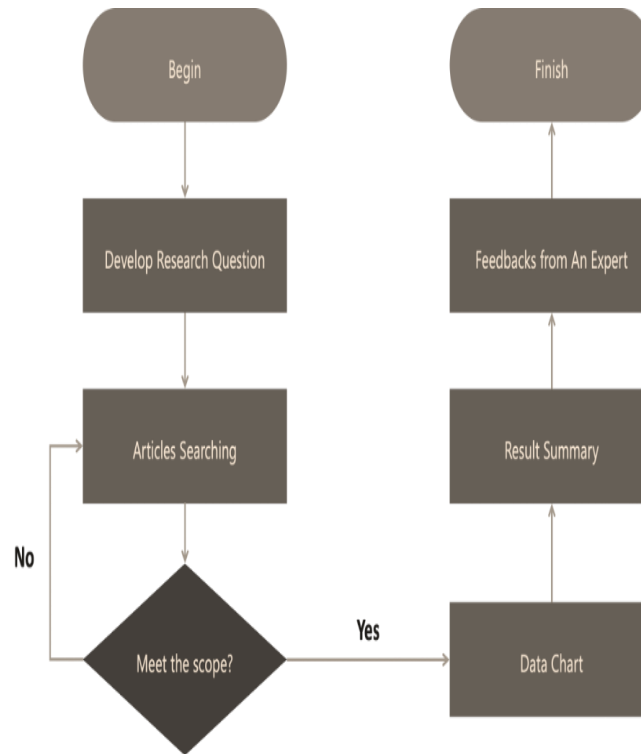 Begin
Develop Research Question
Articles Searching
No
Meet the scope?
Yes
Data Chart
Result Summary
Feedbacks from An Expert
Finish